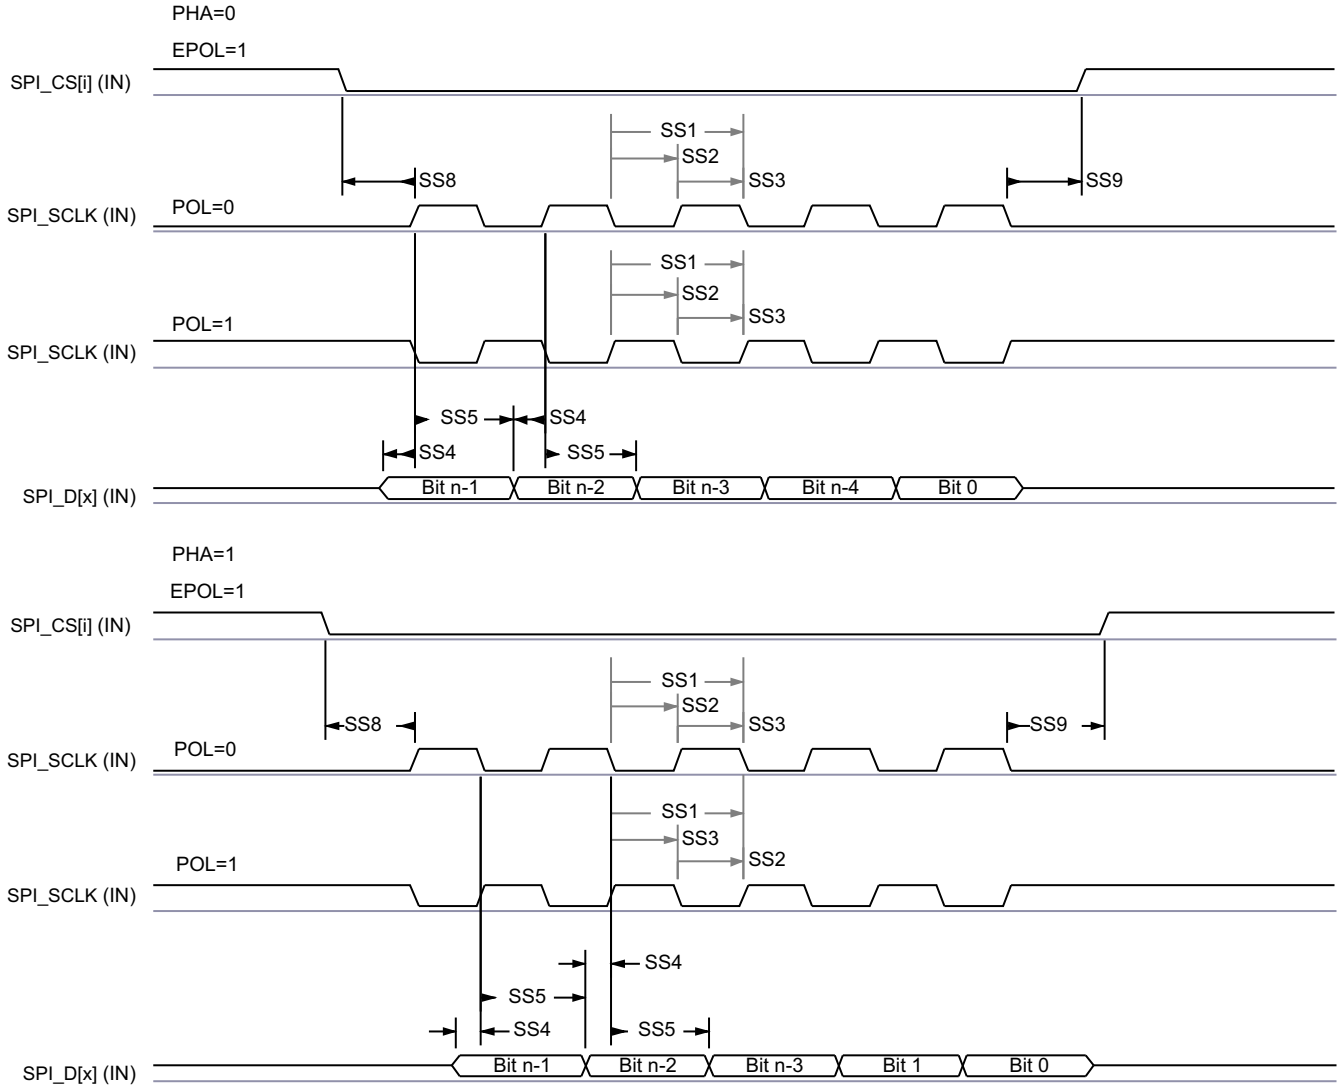 PHA=0
EPOL=1
SPI_CS[i] (IN)
SS1
SS2
SS8
SS3
SS9
POL=0
SPI_SCLK (IN)
SS1
SS2
SS3
POL=1
SPI_SCLK (IN)
SS5
SS4
SS4
SS5
SPI_D[x] (IN)
Bit n-1
Bit n-2
Bit n-3
Bit n-4
Bit 0
PHA=1
EPOL=1
SPI_CS[i] (IN)
SS1
SS2
SS8
SS3
SS9
POL=0
SPI_SCLK (IN)
SS1
SS3
SS2
POL=1
SPI_SCLK (IN)
SS4
SS5
SS4
SS5
SPI_D[x] (IN)
Bit n-1
Bit n-2
Bit n-3
Bit 1
Bit 0